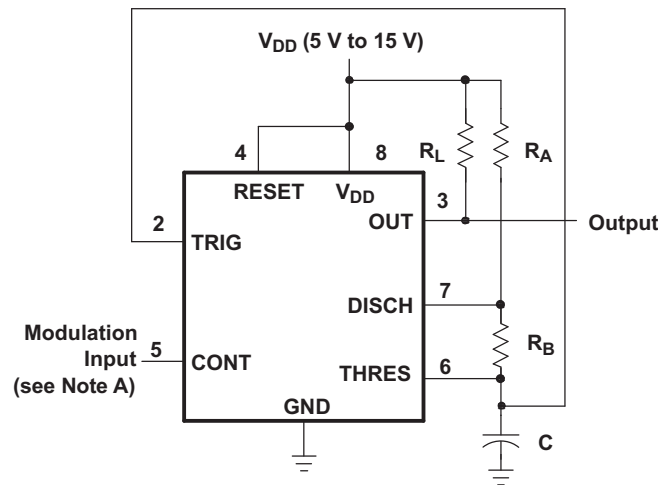 V_DD (5 V to 15 V)
4
8
R_L
R_A
RESET
V_DD
3
2
OUT
Output
TRIG
7
DISCH
Modulation
Input
(see Note A)
5
CONT
R_B
6
THRES
GND
C